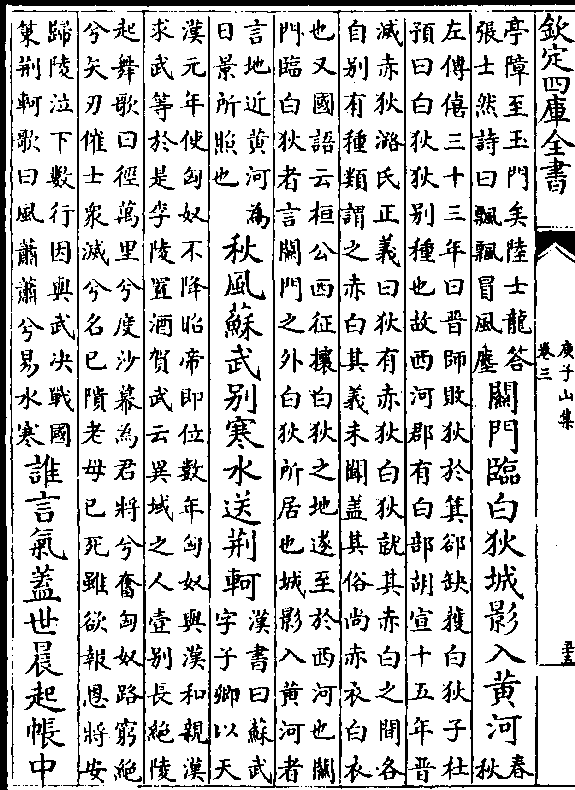 欽定四庫全書
庾子山集
卷三
亭障至玉門矣陸士龍答
張士然詩曰飄飄冒風塵
關門臨白狄城影入黄河
春
秋
左傳僖三十三年曰晉師敗狄於箕郤缺獲白狄子杜
預曰白狄狄別種也故西河郡有白部胡宣十五年晉
滅赤狄潞氏正義曰狄有赤狄白狄就其赤白之間各
自別有種類謂之赤白其義未聞蓋其俗尚赤衣白衣
也又國語云桓公西征攘白狄之地遂至於西河也關
門臨白狄者言關門之外白狄所居也城影入黄河者
言地近黄河為
日景所照也
秋風蘇武別寒水送荆軻
漢書曰蘇武
字子卿以天
漢元年使匈奴不降昭帝即位數年匈奴與漢和親漢
求武等於是李陵置酒賀武云異域之人壹別長絶陵
起舞歌曰徑萬里兮度沙幕為君將兮奮匈奴路窮絶
兮矢刃摧士衆滅兮名已隤老母已死雖欲報恩將安
歸陵泣下數行因與武決戰國
策荆軻歌曰風蕭蕭兮易水寒
誰言氣蓋世晨起帳中